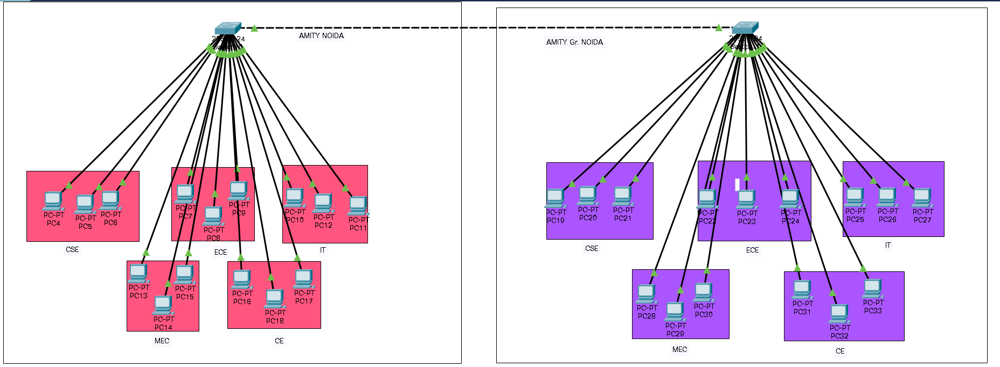 AMITY NOIDA
AMITY Gr. NOIDA
PC-PT
PC4
PC-PT
PC5
PC-PT
PC6
CSE
PC-PT
PC7
PC-PT
PC8
PC-PT
PC9
ECE
PC-PT
PC10
PC-PT
PC12
PC-PT
PC11
IT
PC-PT
PC13
PC-PT
PC14
PC-PT
PC15
MEC
PC-PT
PC16
PC-PT
PC18
PC-PT
PC17
CE
PC-PT
PC19
PC-PT
PC20
PC-PT
PC21
CSE
PC-PT
PC22
PC-PT
PC23
PC-PT
PC24
ECE
PC-PT
PC25
PC-PT
PC26
PC-PT
PC27
IT
PC-PT
PC28
PC-PT
PC29
PC-PT
PC30
MEC
PC-PT
PC31
PC-PT
PC32
PC-PT
PC33
CE